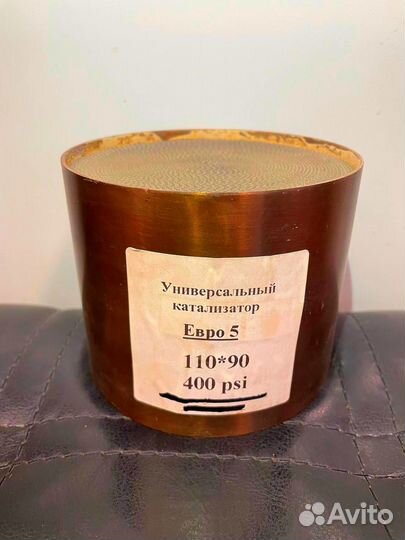 Универсальный
катализатор
Евро 5
110*90
400 psi
Avito